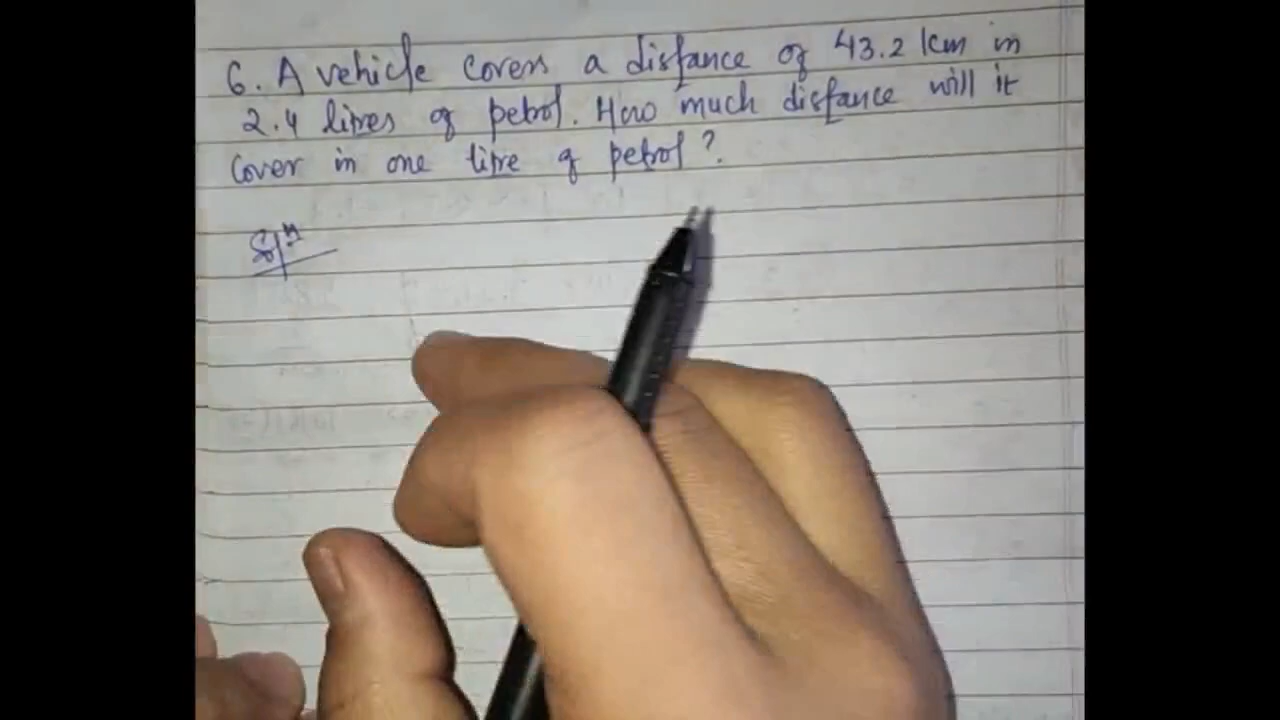 6. A vehicle covers a distance of 43.2 km in
2.4 litres of petrol. How much distance will it
cover in one litre of petrol?
Solⁿ